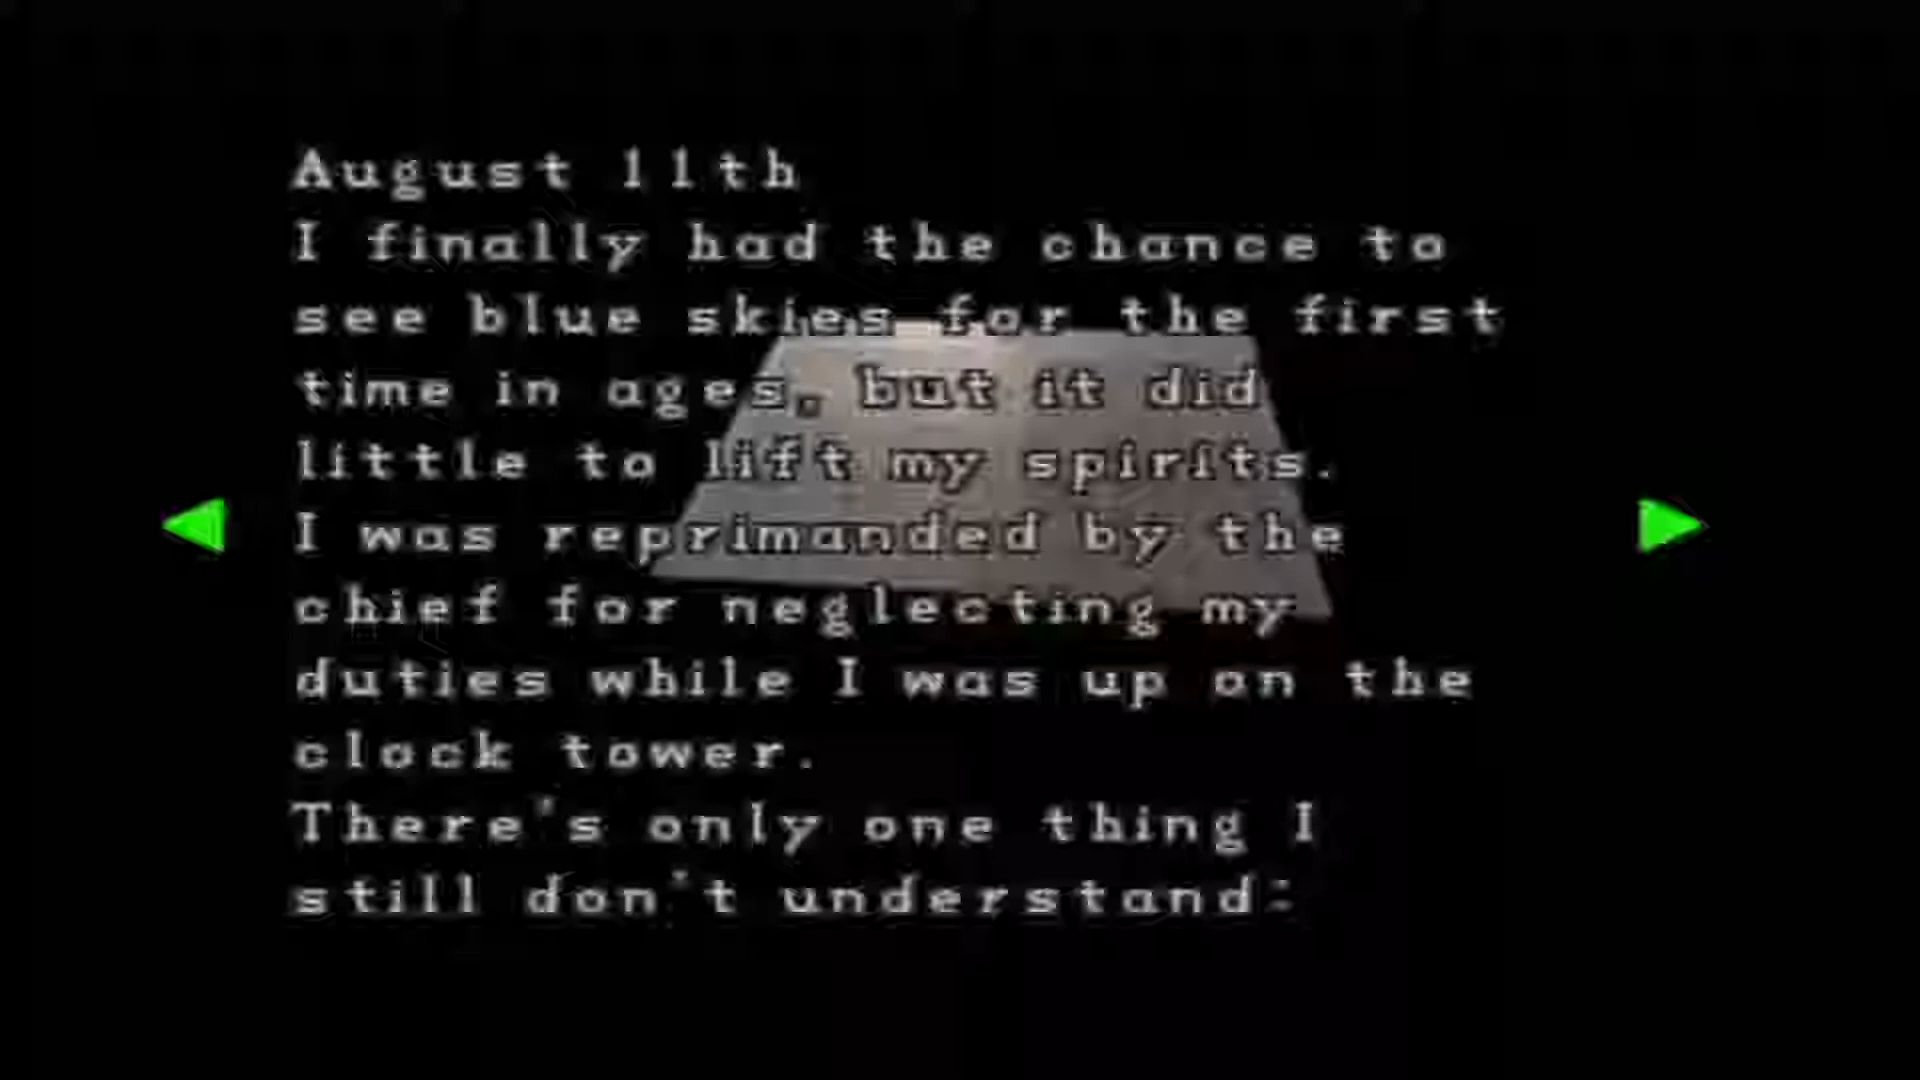 August 11th
I finally had the chance to
see blue skies for the first
time in ages, but it did
little to lift my spirits.
I was reprimanded by the
chief for neglecting my
duties while I was up on the
clock tower.
There's only one thing I
still don't understand: